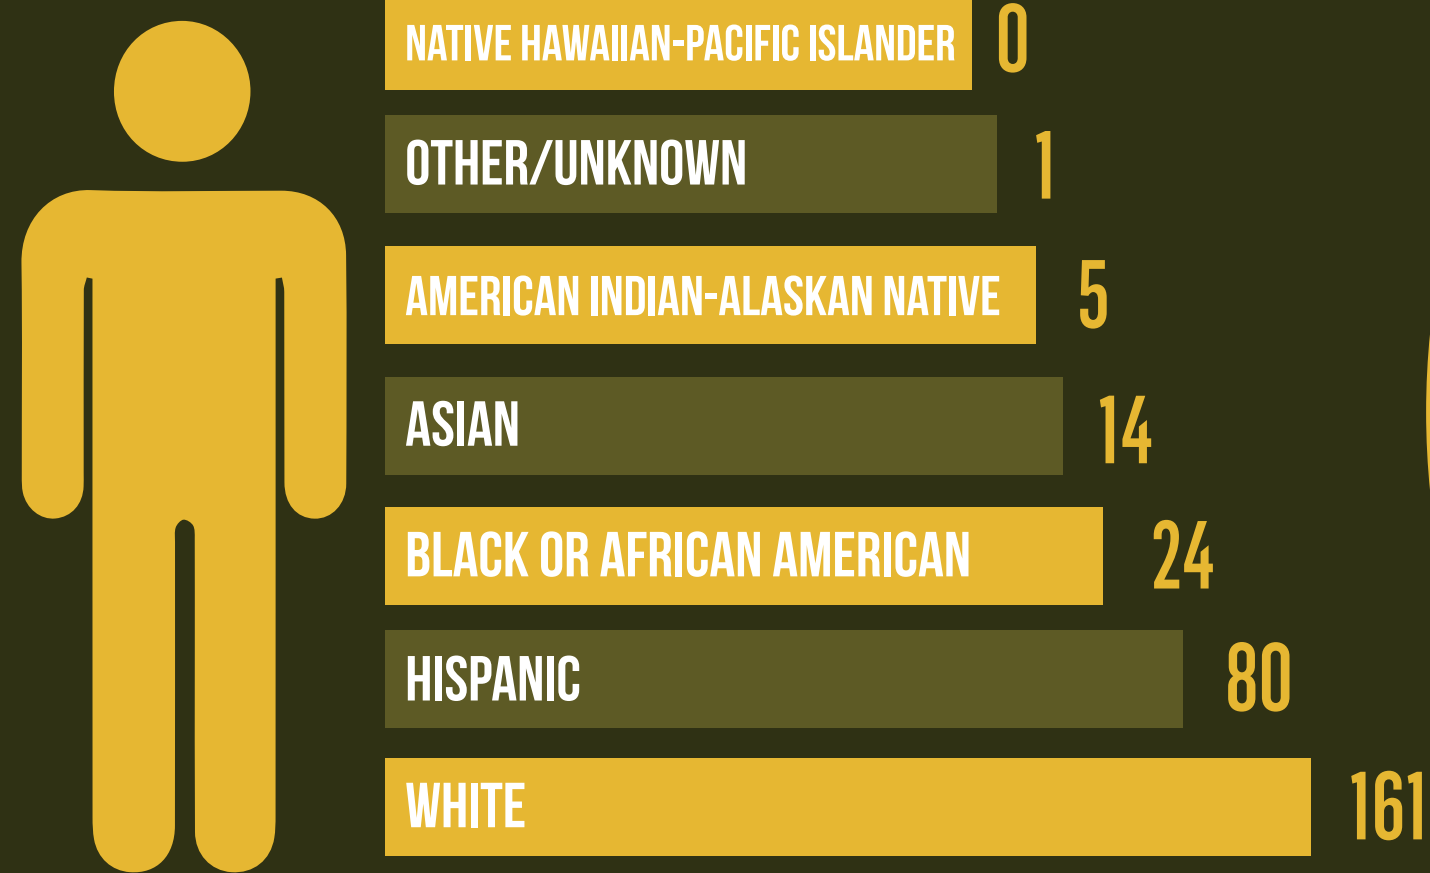 NATIVE HAWAIIAN-PACIFIC ISLANDER 0
OTHER/UNKNOWN 1
AMERICAN INDIAN-ALASKAN NATIVE 5
ASIAN 14
BLACK OR AFRICAN AMERICAN 24
HISPANIC 80
WHITE 161